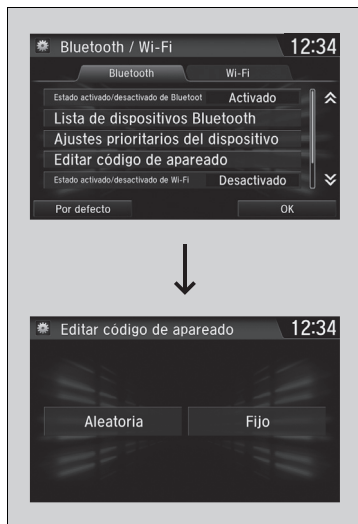 Bluetooth / Wi-Fi 12:34
Bluetooth Wi-Fi
Estado activado/desactivado de Bluetoot Activado
Lista de dispositivos Bluetooth
Ajustes prioritarios del dispositivo
Editar código de apareado
Estado activado/desactivado de Wi-Fi Desactivado
Por defecto OK
Editar código de apareado 12:34
Aleatoria Fijo